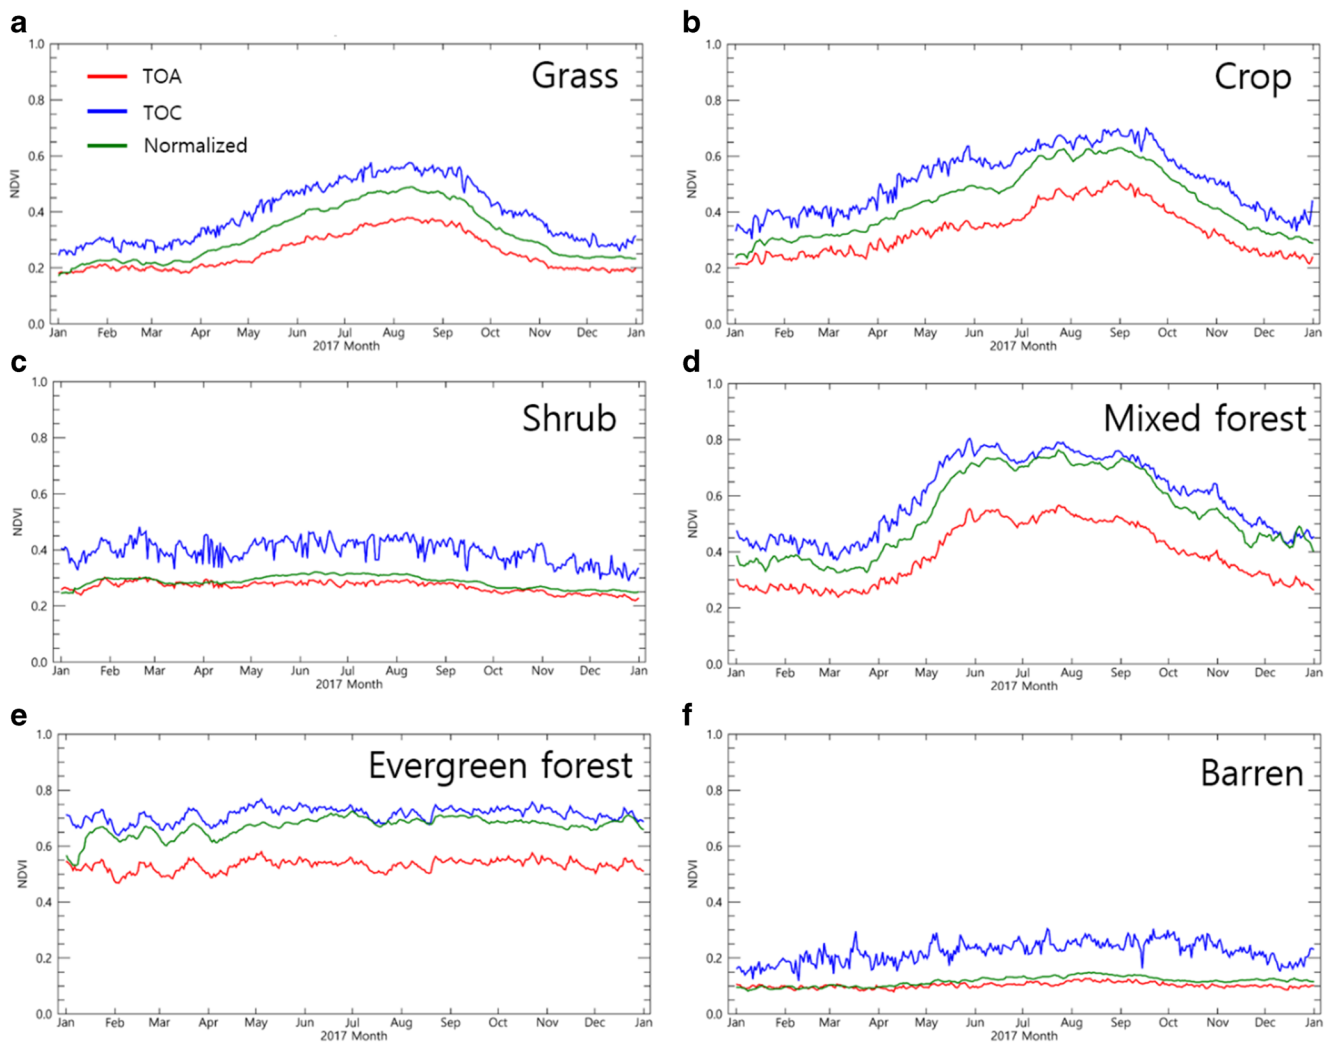 a
1.0
TOA
Grass
0.8
TOC
Normalized
0.6
NDVI
0.4
0.2
0.0
Jan Feb Mar Apr May Jun Jul Aug Sep Oct Nov Dec Jan
2017 Month
b
1.0
Crop
0.8
0.6
NDVI
0.4
0.2
0.0
Jan Feb Mar Apr May Jun Jul Aug Sep Oct Nov Dec Jan
2017 Month
c
1.0
Shrub
0.8
0.6
NDVI
0.4
0.2
0.0
Jan Feb Mar Apr May Jun Jul Aug Sep Oct Nov Dec Jan
2017 Month
d
1.0
Mixed forest
0.8
0.6
NDVI
0.4
0.2
0.0
Jan Feb Mar Apr May Jun Jul Aug Sep Oct Nov Dec Jan
2017 Month
e
1.0
Evergreen forest
0.8
0.6
NDVI
0.4
0.2
0.0
Jan Feb Mar Apr May Jun Jul Aug Sep Oct Nov Dec Jan
2017 Month
f
1.0
Barren
0.8
0.6
NDVI
0.4
0.2
0.0
Jan Feb Mar Apr May Jun Jul Aug Sep Oct Nov Dec Jan
2017 Month